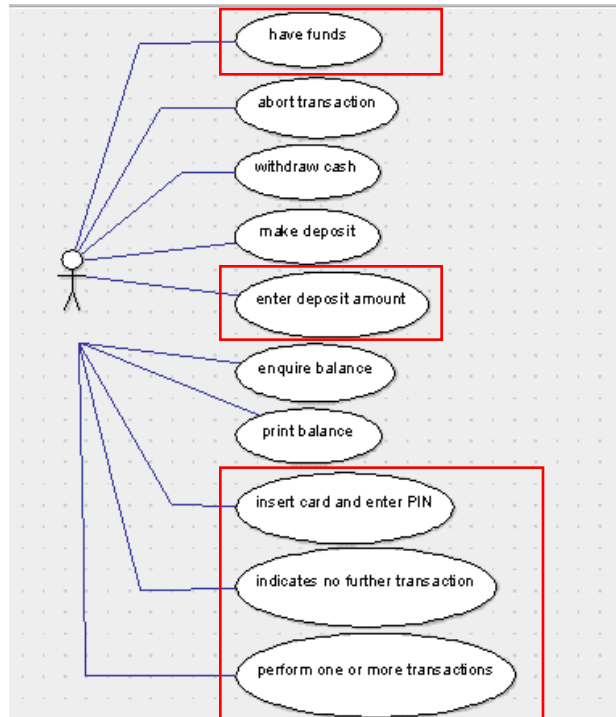 have funds
abort transaction
withdraw cash
make deposit
enter deposit amount
enquire balance
print balance
insert card and enter PIN
indicates no further transaction
perform one or more transactions